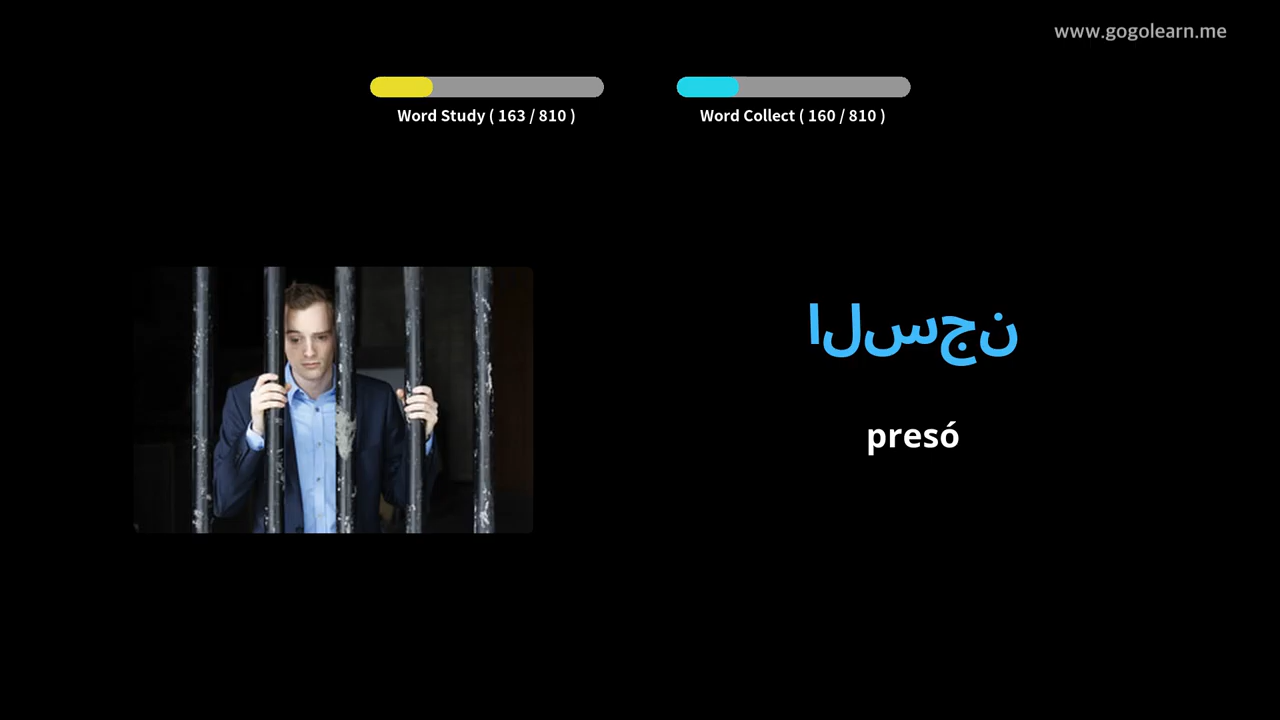 www.gogolearn.me
Word Study ( 163 / 810 )
Word Collect ( 160 / 810 )
السجن
presó